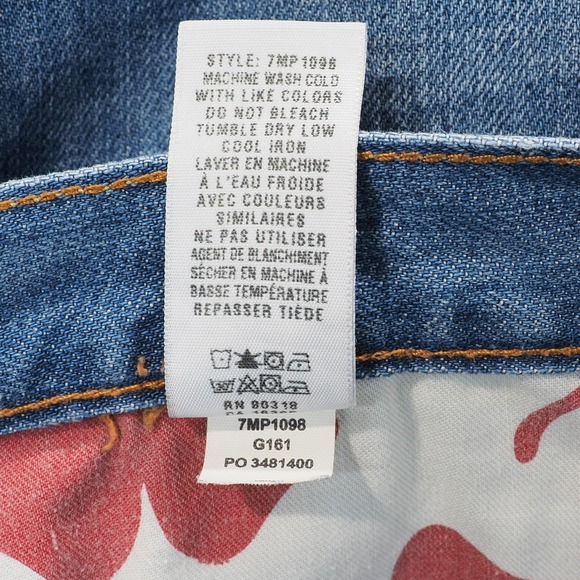 STYLE: 7MP1098
MACHINE WASH COLD
WITH LIKE COLORS
DO NOT BLEACH
TUMBLE DRY LOW
COOL IRON
LAVER EN MACHINE
À L'EAU FROIDE
AVEC COULEURS
SIMILAIRES
NE PAS UTILISER
AGENT DE BLANCHIMENT
SÉCHER EN MACHINE À
BASSE TEMPÉRATURE
REPASSER TIÈDE
RN 80318
7MP1098
G161
PO 3481400